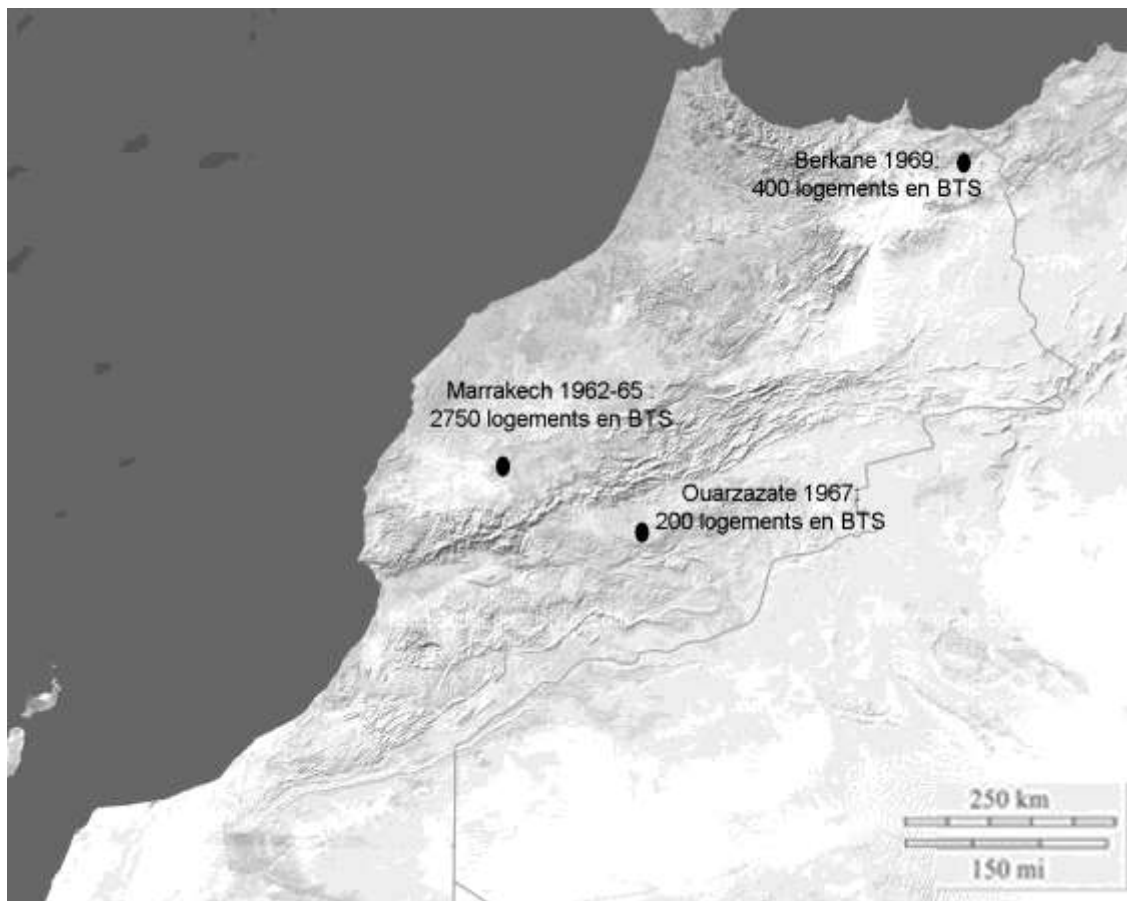 Berkane 1969:
400 logements en BTS
Marrakech 1962-65 :
2750 logements en BTS
Ouarzazate 1967:
200 logements en BTS
250 km
150 mi